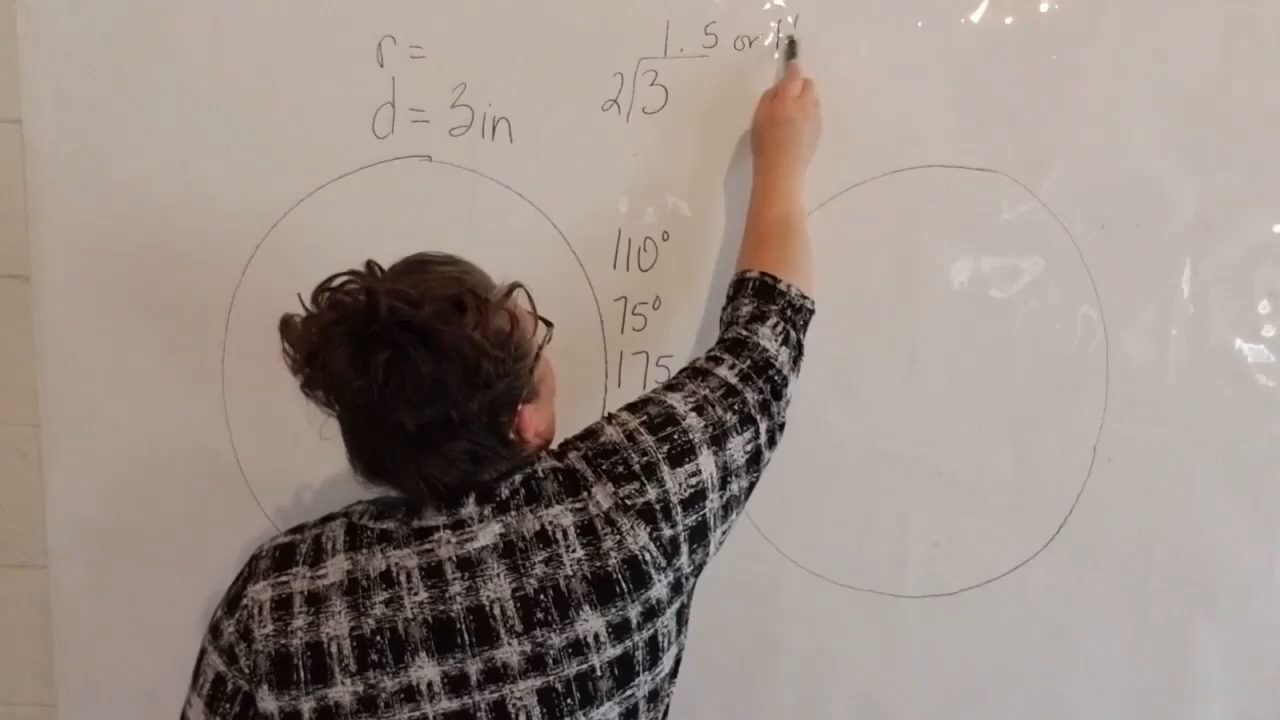 r =
d = 3in
1.5 or 1
2√3
110°
75°
175